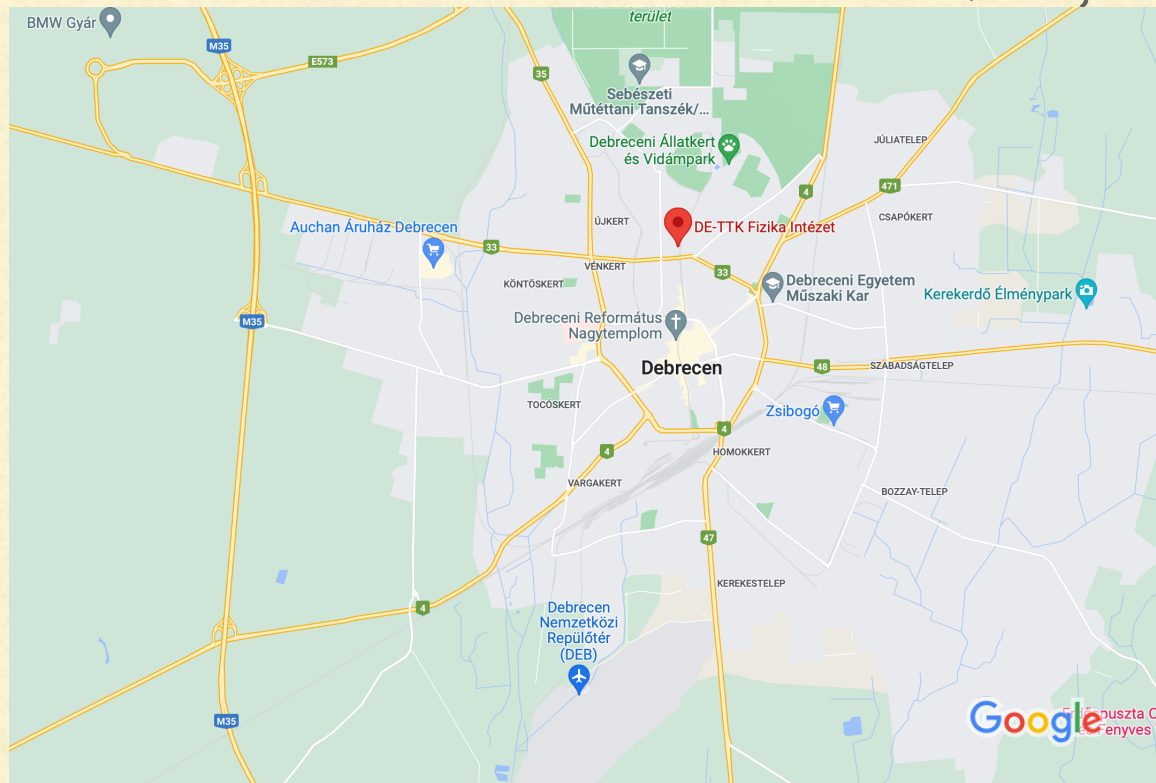 BMW Gyár
M35
E573
35
terület
Sebészeti
Műtéttani Tanszék/...
Debreceni Állatkert
és Vidámpark
JÚLIATELEP
4
471
CSAPÓKERT
ÚJKERT
DE-TTK Fizika Intézet
Auchan Áruház Debrecen
33
VÉNKERT
33
KÖNTÖSKERT
Debreceni Egyetem
Műszaki Kar
Kerekerdő Élménypark
M35
Debreceni Református
Nagytemplom
Debrecen
48
SZABADSÁGTELEP
TOCÓSKERT
Zsibogó
4
4
HOMOKKERT
VARGAKERT
BOZZAY-TELEP
47
KEREKESTELEP
4
Debrecen
Nemzetközi
Repülőtér
(DEB)
M35
Google
Fenyves